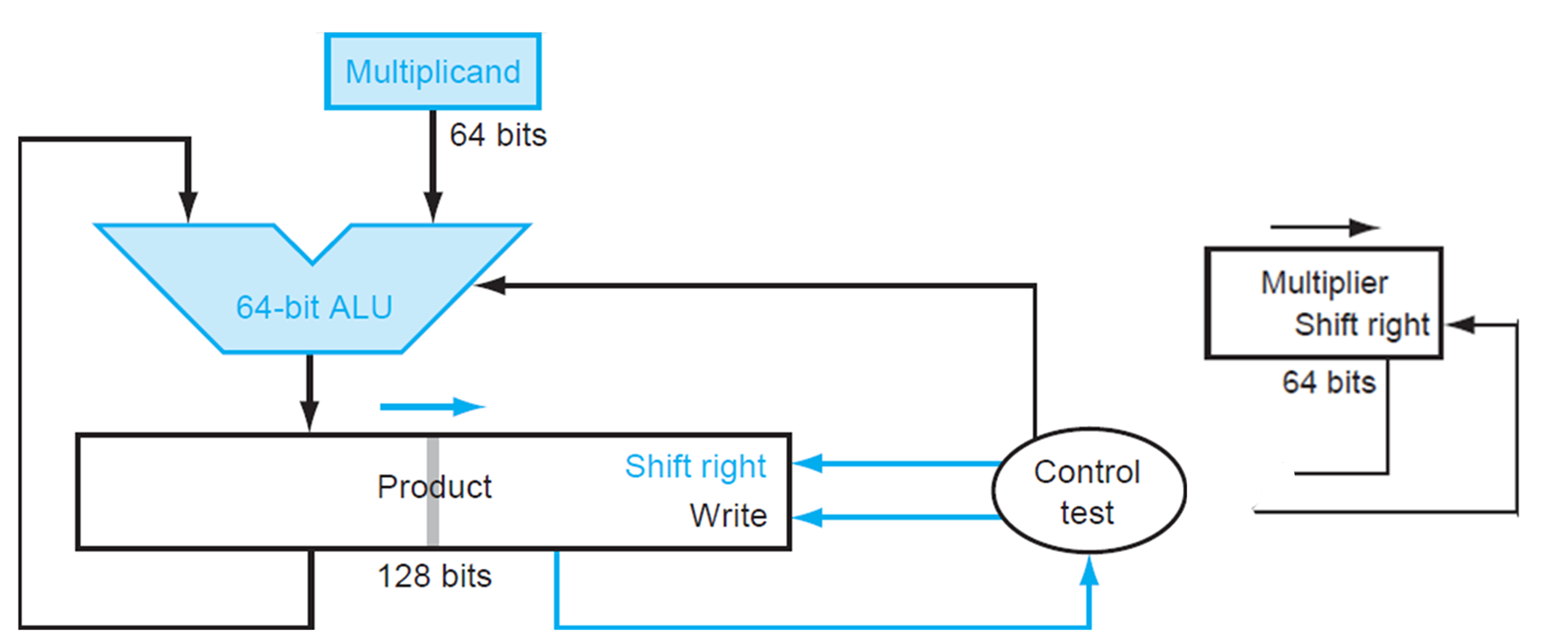 Multiplicand
64 bits
64-bit ALU
Product
Shift right
Write
128 bits
Control
test
Multiplier
Shift right
64 bits